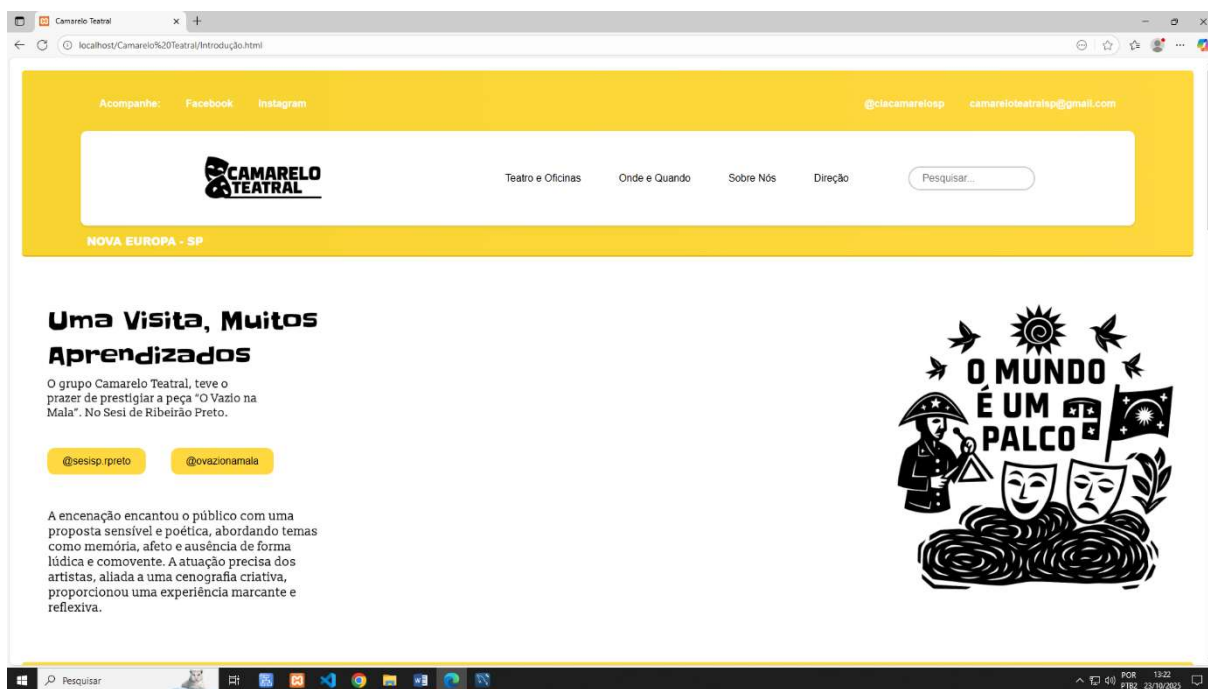 Camarelo Teatral
localhost/Camarelo%20Teatral/Introdução.html
Acompanhe: Facebook Instagram @ciacamarelosp camareloteatralsp@gmail.com
CAMARELO
TEATRAL
Teatro e Oficinas Onde e Quando Sobre Nós Direção Pesquisar...
NOVA EUROPA - SP
Uma Visita, Muitos
Aprendizados
O grupo Camarelo Teatral, teve o
prazer de prestigiar a peça “O Vazio na
Mala”. No Sesi de Ribeirão Preto.
@sesisp.rpreto @ovazionamala
A encenação encantou o público com uma
proposta sensível e poética, abordando temas
como memória, afeto e ausência de forma
lúdica e comovente. A atuação precisa dos
artistas, aliada a uma cenografia criativa,
proporcionou uma experiência marcante e
reflexiva.
O MUNDO
É UM
PALCO
Pesquisar
POR 13:22
PTB2 23/10/2025